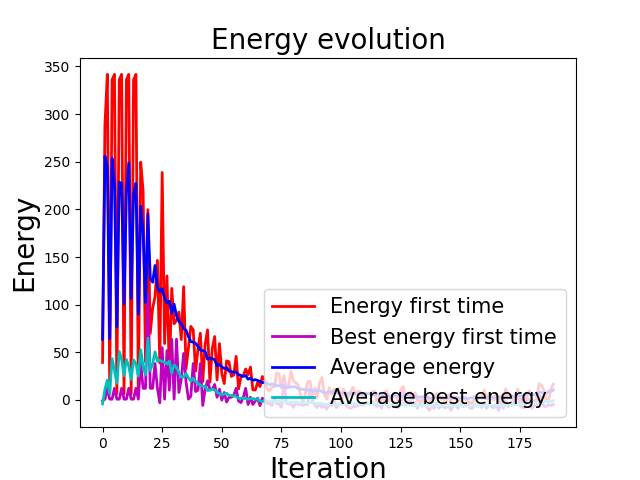 Energy evolution
350
300
250
200
150
100
50
0
Energy
Energy first time
Best energy first time
Average energy
Average best energy
0 25 50 75 100 125 150 175
Iteration